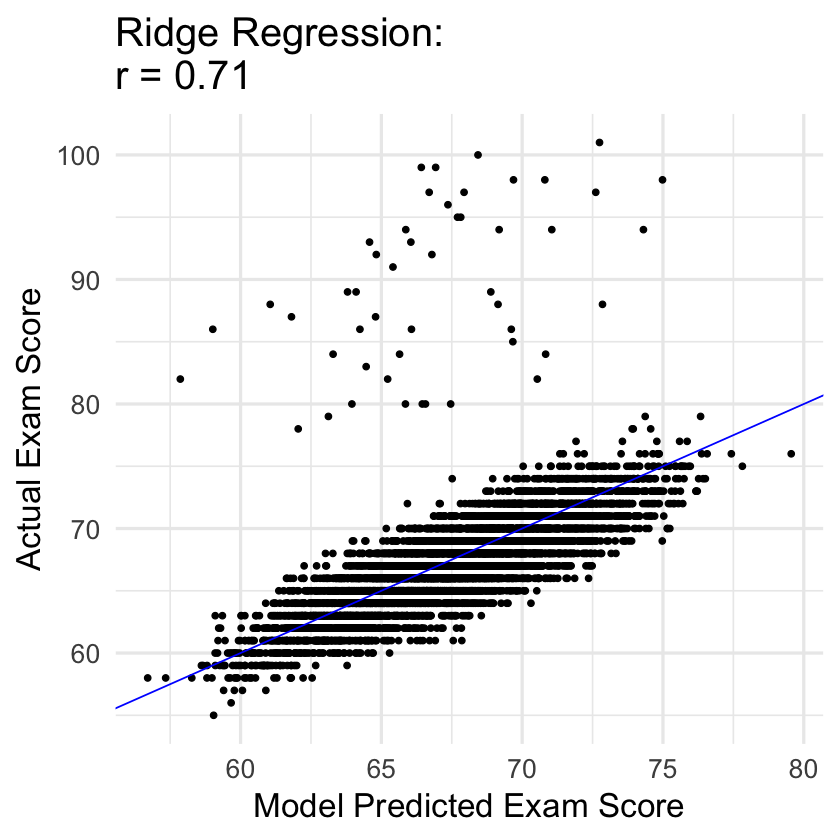 Ridge Regression:
r = 0.71
Actual Exam Score
100
90
80
70
60
60 65 70 75 80
Model Predicted Exam Score